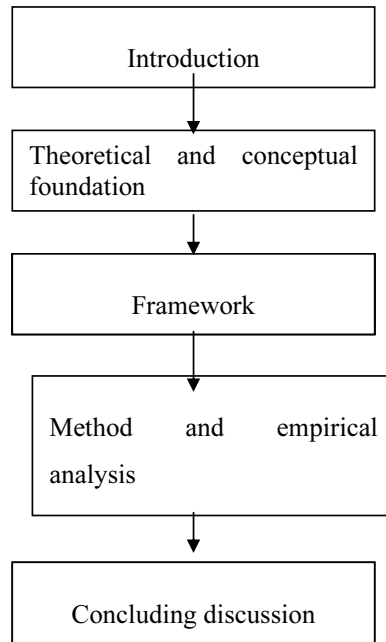 Introduction
Theoretical and conceptual
foundation
Framework
Method and empirical
analysis
Concluding discussion